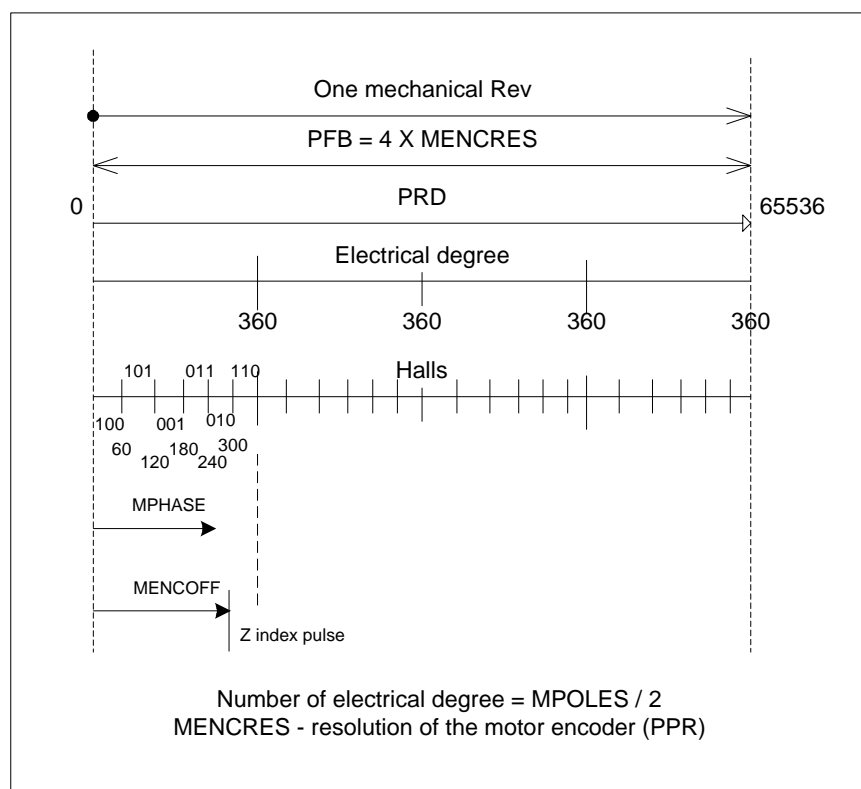 One mechanical Rev
PFB = 4 X MENCRES
0
PRD
65536
Electrical degree
360 360 360 360
Halls
101 011 110
100 001 010
60 120 180 240 300
MPHASE
MENCOFF
Z index pulse
Number of electrical degree = MPOLES / 2
MENCRES - resolution of the motor encoder (PPR)